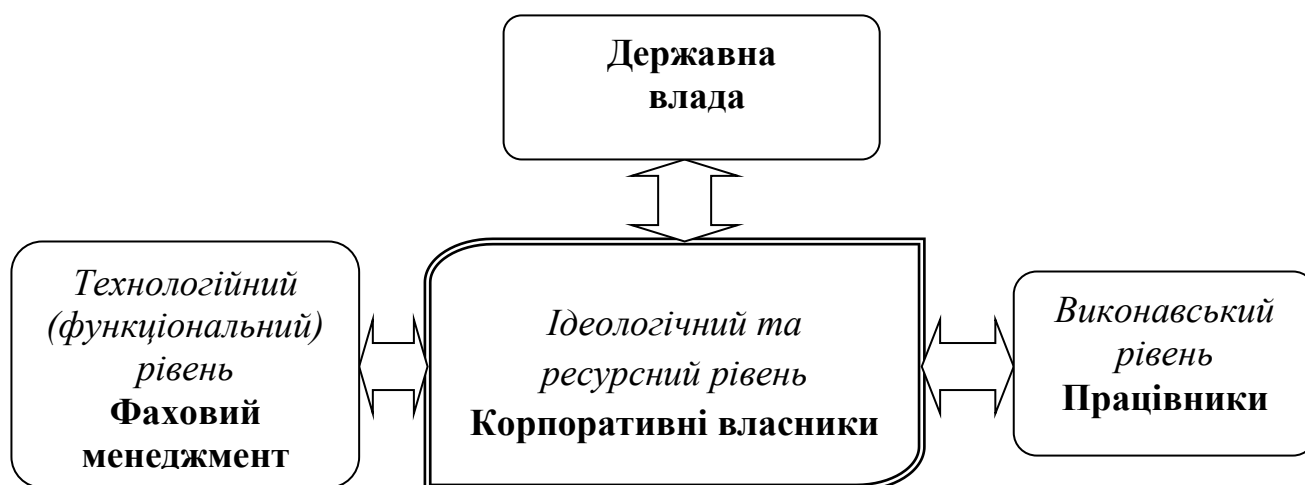 Державна
влада
Технологійний
(функціональний)
рівень
Фаховий
менеджмент
Ідеологічний та
ресурсний рівень
Корпоративні власники
Виконавський
рівень
Працівники